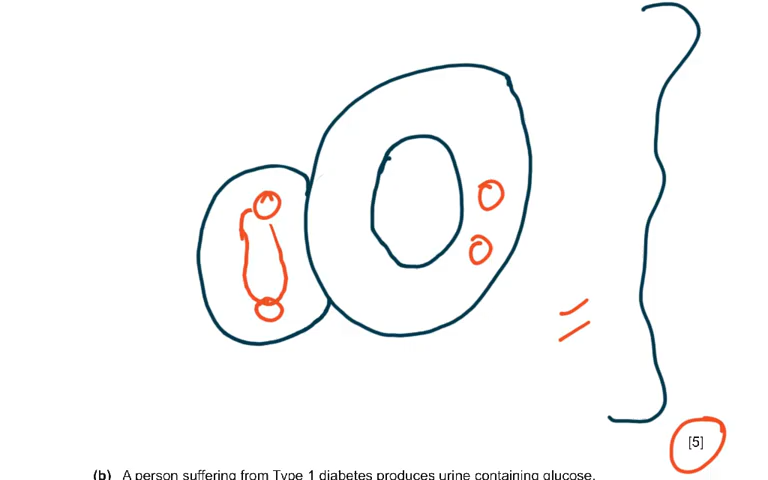 [5]
(b) A person suffering from Type 1 diabetes produces urine containing glucose.